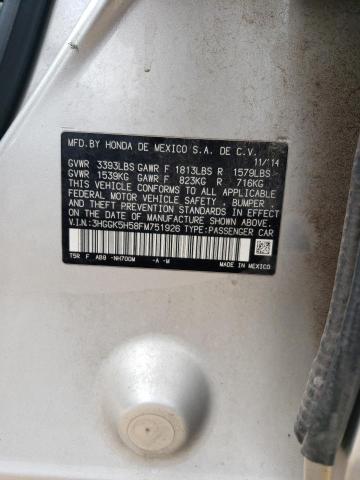 MFD.BY HONDA DE MEXICO S.A. DE C.V.
11/14
GVWR 3393LBS GAWR F 1813LBS R 1579LBS
GVWR 1539KG GAWR F 823KG R 716KG
THIS VEHICLE CONFORMS TO ALL APPLICABLE
FEDERAL MOTOR VEHICLE SAFETY, BUMPER,
AND THEFT PREVENTION STANDARDS IN EFFECT
ON THE DATE OF MANUFACTURE SHOWN ABOVE.
V.I.N.:3HGGK5H58FM751926 TYPE:PASSENGER CAR
T5R F AB9 -NH700M -A -M MADE IN MEXICO